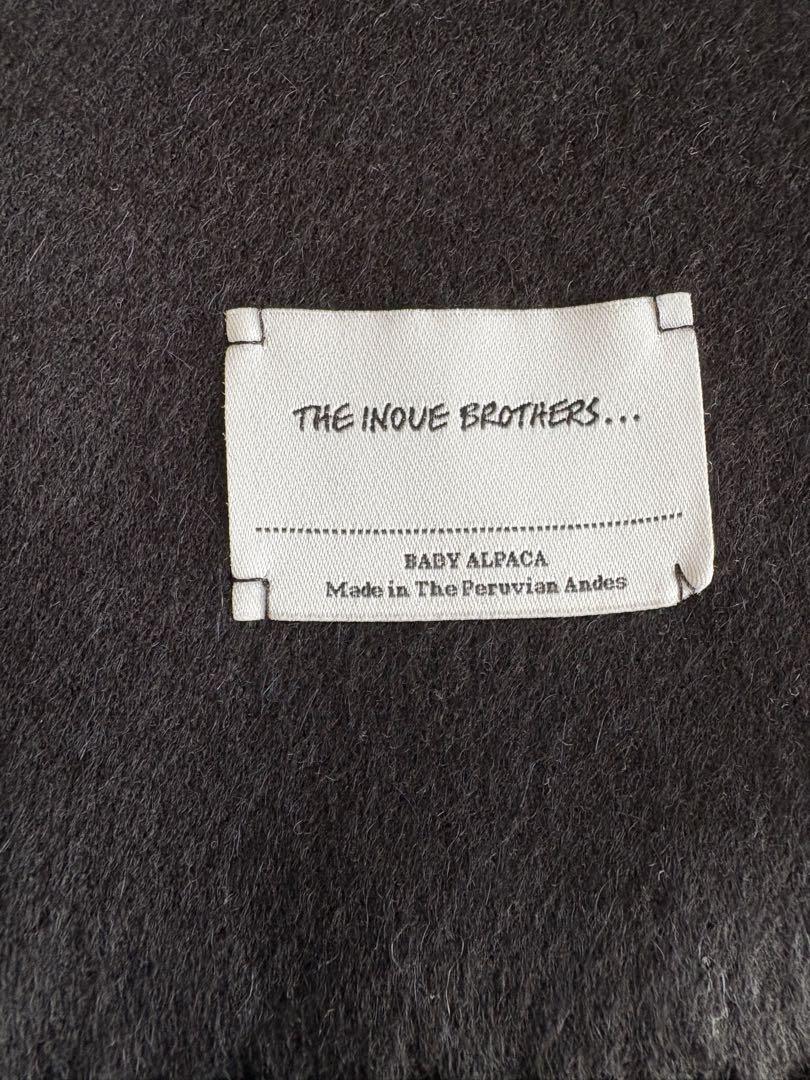 THE INOUE BROTHERS...
BABY ALPACA
Made in The Peruvian Andes